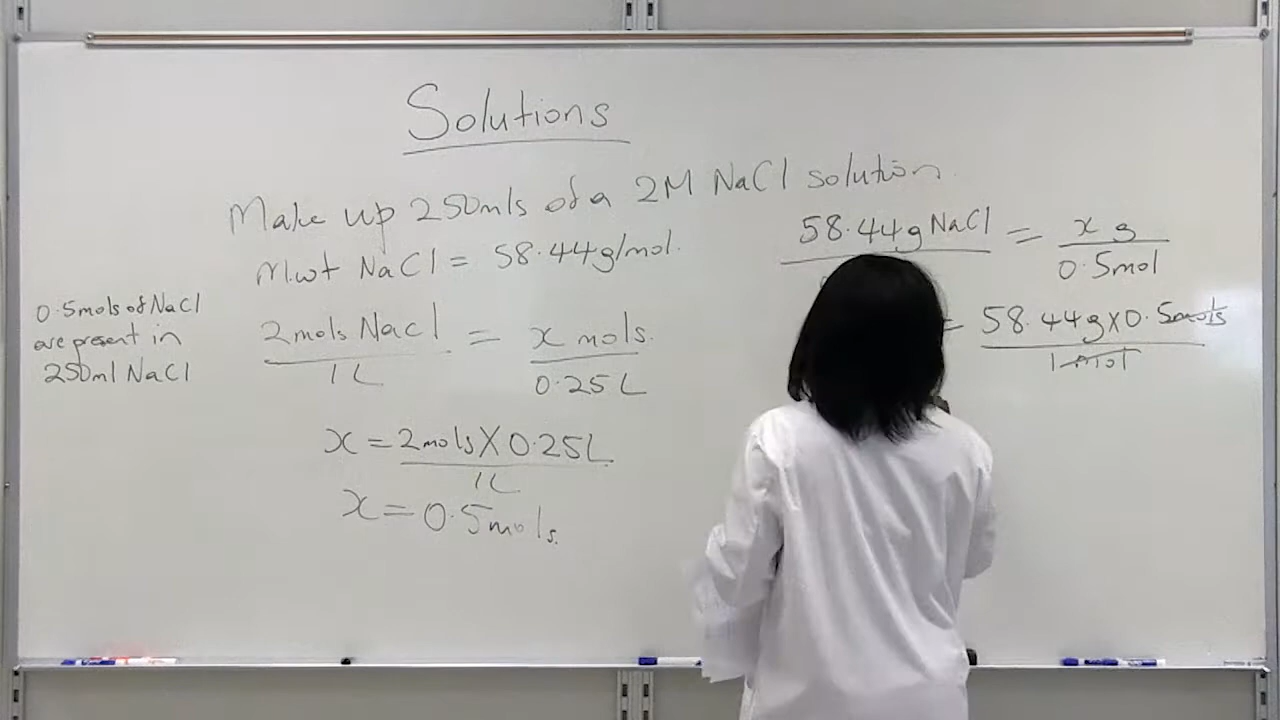 Solutions
Make up 250mls of a 2M NaCl solution.
M.wt NaCl = 58.44g/mol.
0.5mols of NaCl
are present in
250ml NaCl
2mols NaCl = x mols.
1L
0.25L
x = 2mols X 0.25L
1L
x = 0.5mols.
58.44g NaCl = x g
0.5mol
= 58.44g X 0.5mols
1mol